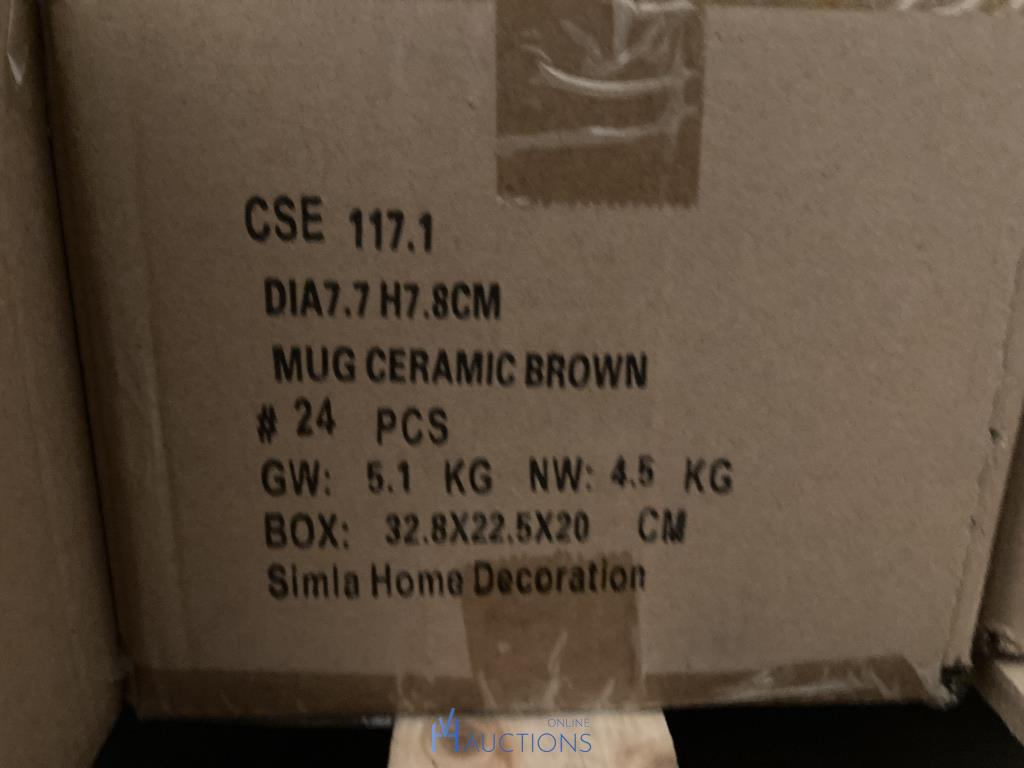 CSE 117.1
DIA7.7 H7.8CM
MUG CERAMIC BROWN
# 24 PCS
GW: 5.1 KG NW: 4.5 KG
BOX: 32.8X22.5X20 CM
Simla Home Decoration
ONLINE
AUCTIONS